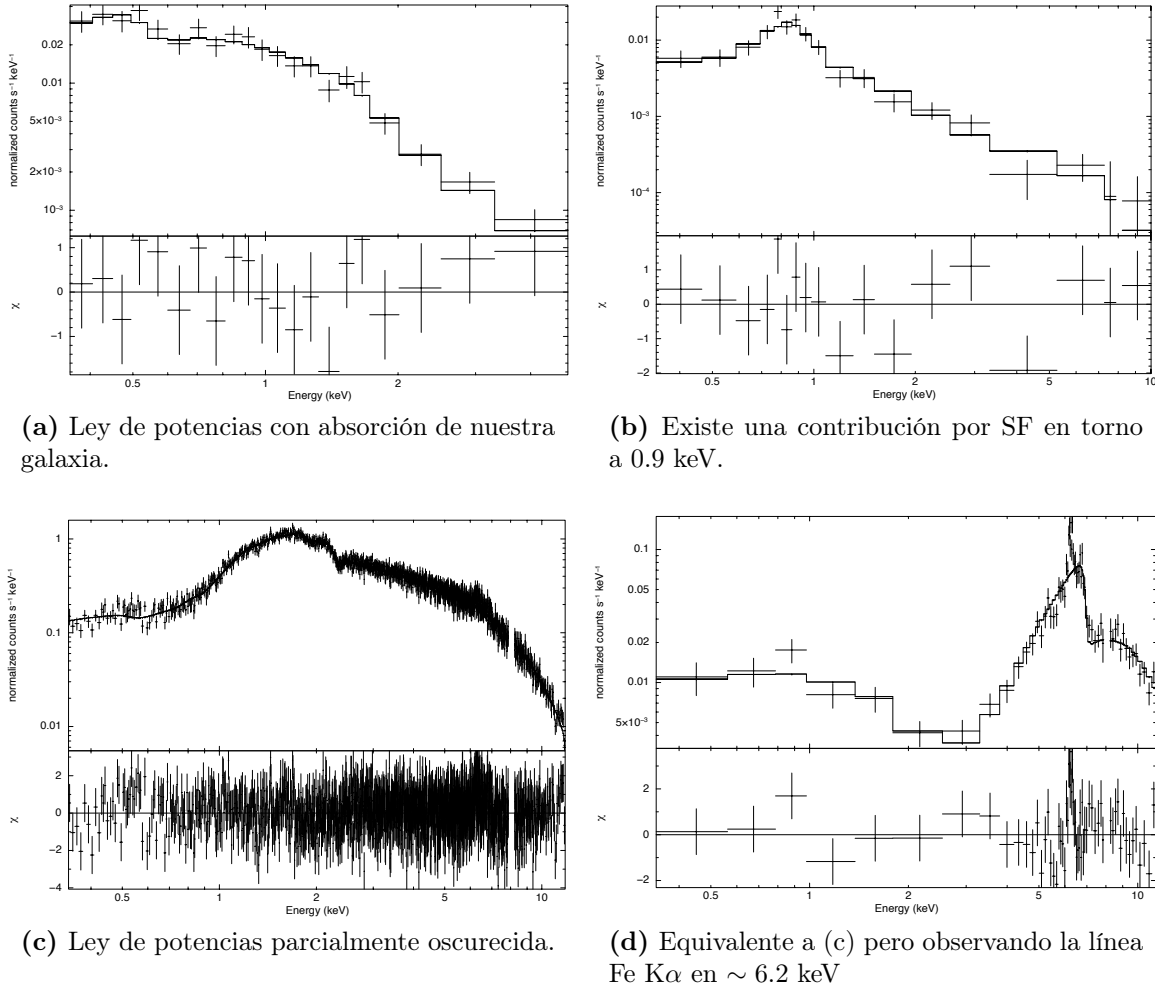 normalized counts s⁻¹ keV⁻¹
0.01
5×10⁻³
2×10⁻³
10⁻³
χ
1
0
−1
0.5
1
2
Energy (keV)
(a) Ley de potencias con absorción de nuestra
galaxia.
normalized counts s⁻¹ keV⁻¹
0.01
10⁻³
10⁻⁴
χ
1
0
−1
−2
0.5
1
2
5
10
Energy (keV)
(b) Existe una contribución por SF en torno
a 0.9 keV.
normalized counts s⁻¹ keV⁻¹
1
0.1
0.01
χ
2
0
−2
−4
0.5
1
2
5
10
Energy (keV)
(c) Ley de potencias parcialmente oscurecida.
normalized counts s⁻¹ keV⁻¹
0.1
0.05
0.02
0.01
5×10⁻³
χ
2
0
−2
0.5
1
2
5
10
Energy (keV)
(d) Equivalente a (c) pero observando la línea
Fe Kα en ∼ 6.2 keV